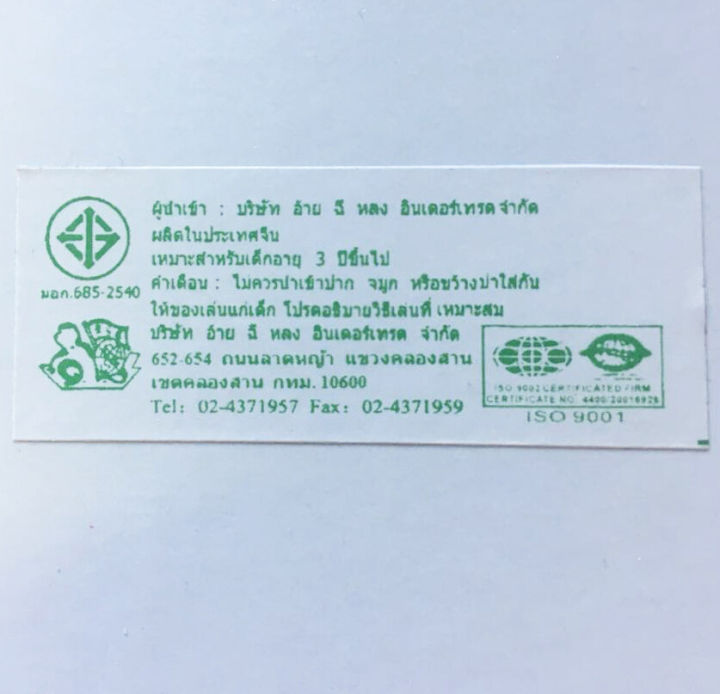 ผู้นำเข้า : บริษัท อ้าย ฉี หลง อินเตอร์เทรด จำกัด
ผลิตในประเทศจีน
เหมาะสำหรับเด็กอายุ 3 ปีขึ้นไป
คำเตือน : ไม่ควรนำเข้าปาก จมูก หรือขว้างปาใส่กัน
มอก.685-2540
ให้ของเล่นแก่เด็ก โปรดอธิบายวิธีเล่นที่ เหมาะสม
บริษัท อ้าย ฉี หลง อินเตอร์เทรด จำกัด
652-654 ถนนลาดหญ้า แขวงคลองสาน
เขตคลองสาน กทม. 10600
Tel: 02-4371957 Fax: 02-4371959
ISO 9002 CERTIFICATED FIRM
CERTIFICATE NO. 4400/20016928
ISO 9001